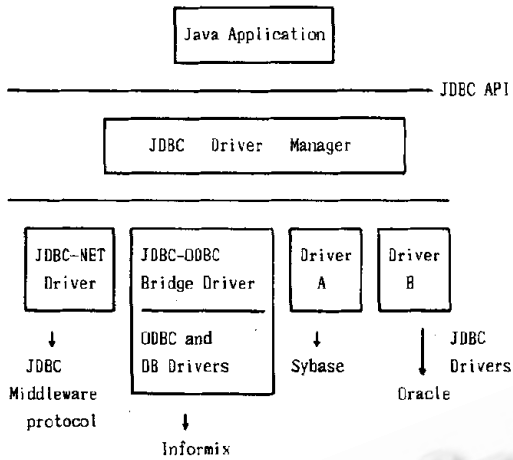 Java Application
JDBC API
JDBC Driver Manager
JDBC-NET
Driver
JDBC-ODBC
Bridge Driver
ODBC and
DB Drivers
Driver
A
Driver
B
JDBC
Middleware
protocol
Informix
Sybase
Oracle
JDBC
Drivers